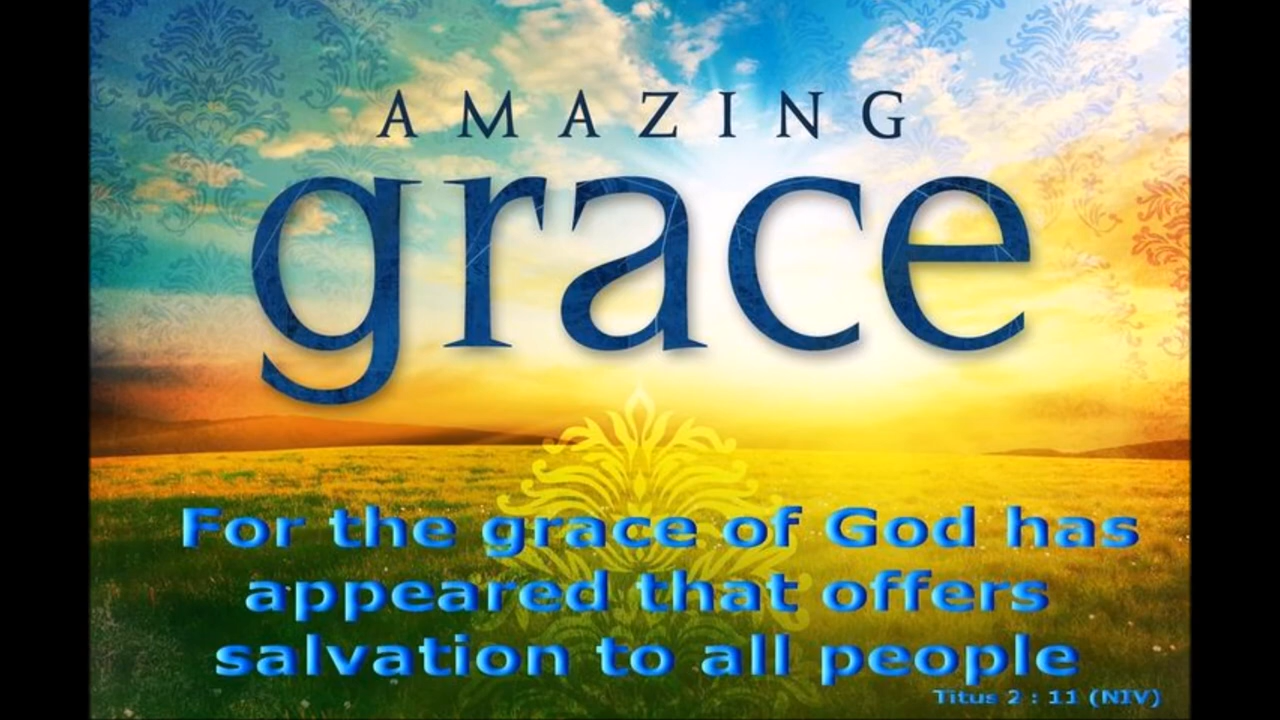 AMAZING
grace
For the grace of God has
appeared that offers
salvation to all people
Titus 2 : 11 (NIV)